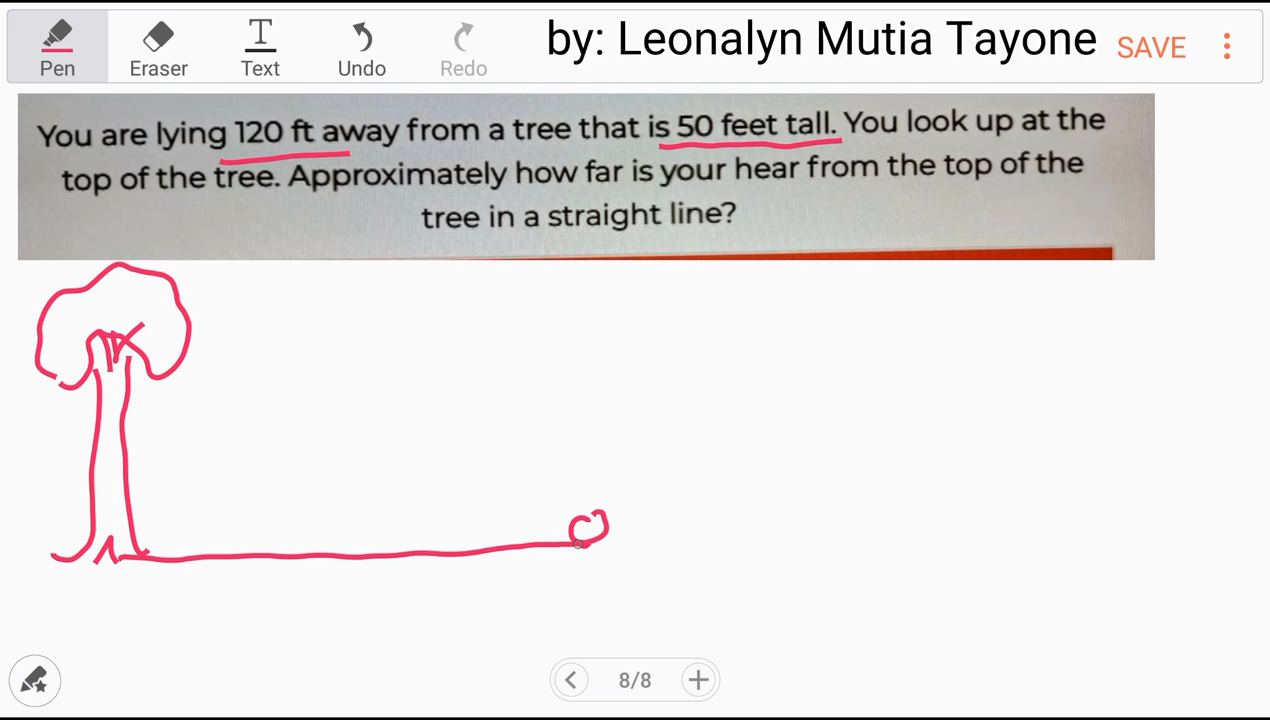 by: Leonalyn Mutia Tayone
SAVE
Pen
Eraser
T
Text
Undo
Redo
You are lying 120 ft away from a tree that is 50 feet tall. You look up at the
top of the tree. Approximately how far is your hear from the top of the
tree in a straight line?
8/8